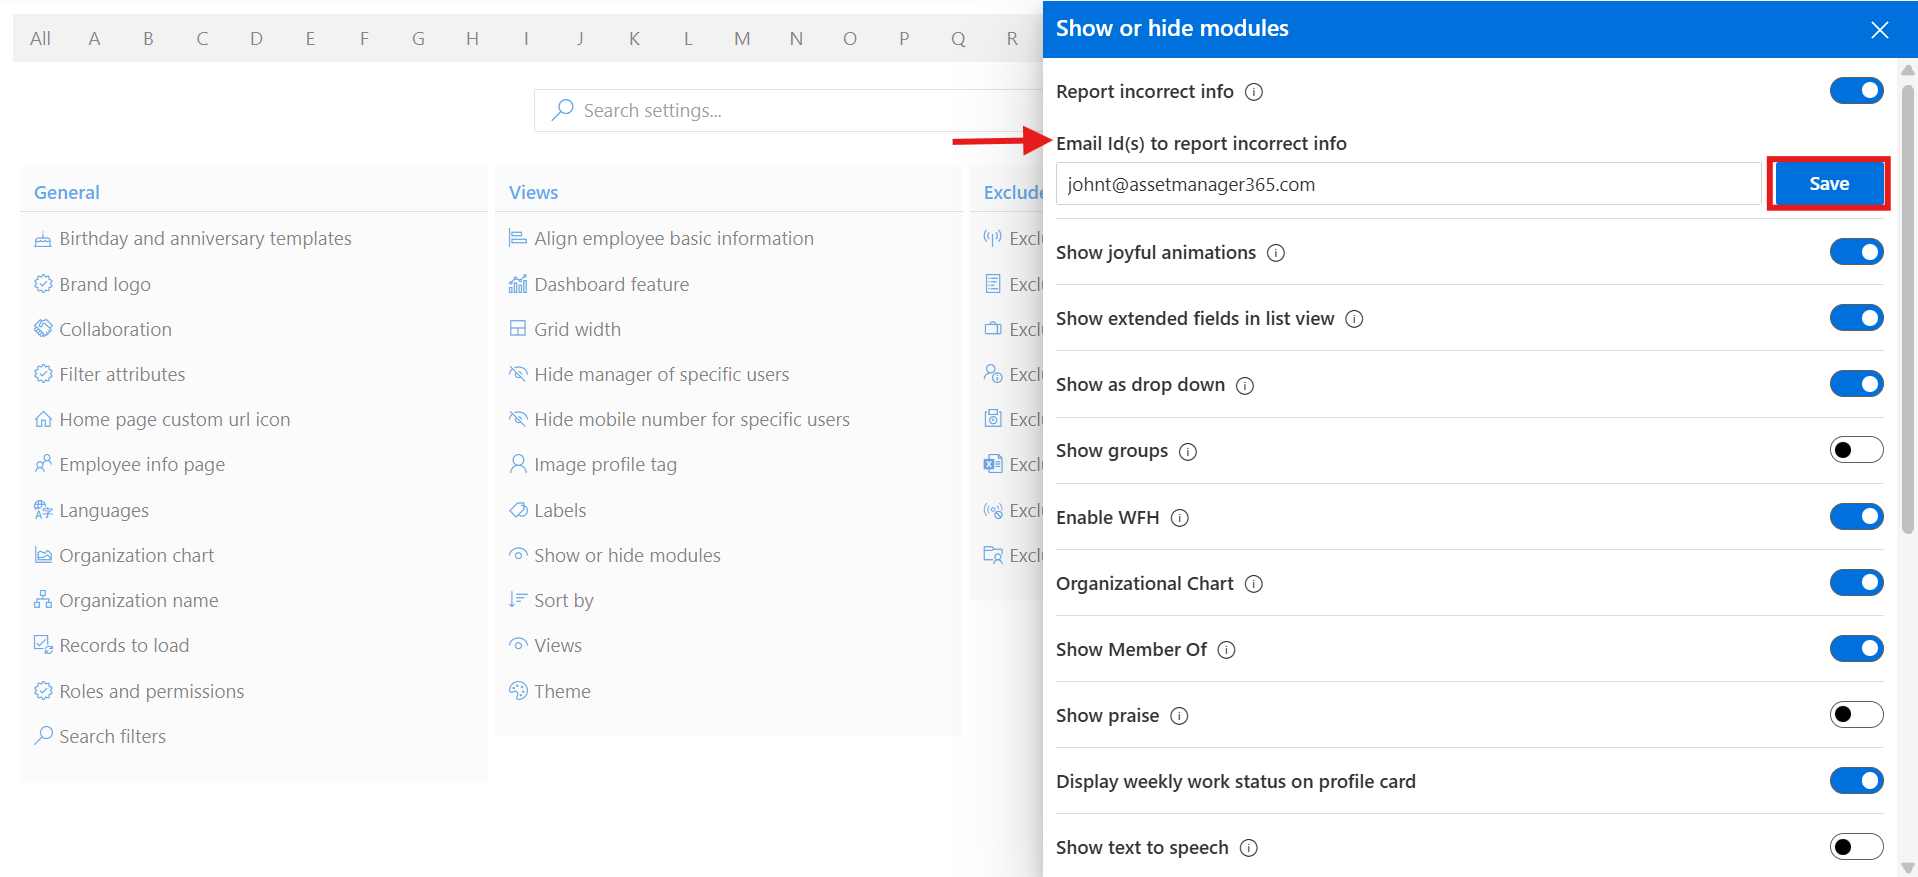 All A B C D E F G H I J K L M N O P Q R
Search settings...
General
Birthday and anniversary templates
Brand logo
Collaboration
Filter attributes
Home page custom url icon
Employee info page
Languages
Organization chart
Organization name
Records to load
Roles and permissions
Search filters
Views
Align employee basic information
Dashboard feature
Grid width
Hide manager of specific users
Hide mobile number for specific users
Image profile tag
Labels
Show or hide modules
Sort by
Views
Theme
Exclude
Excl
Excl
Excl
Excl
Excl
Excl
Excl
Excl
Show or hide modules
Report incorrect info
Email Id(s) to report incorrect info
johnt@assetmanager365.com
Save
Show joyful animations
Show extended fields in list view
Show as drop down
Show groups
Enable WFH
Organizational Chart
Show Member Of
Show praise
Display weekly work status on profile card
Show text to speech